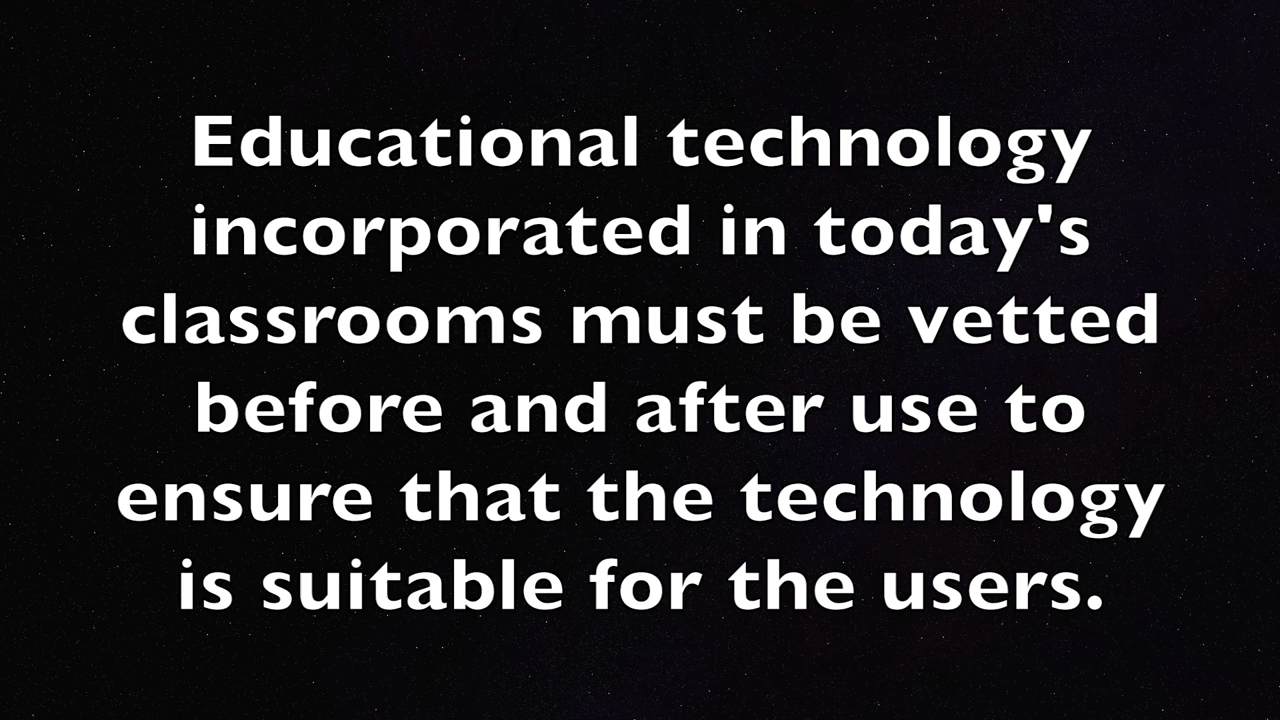 Educational technology
incorporated in today's
classrooms must be vetted
before and after use to
ensure that the technology
is suitable for the users.